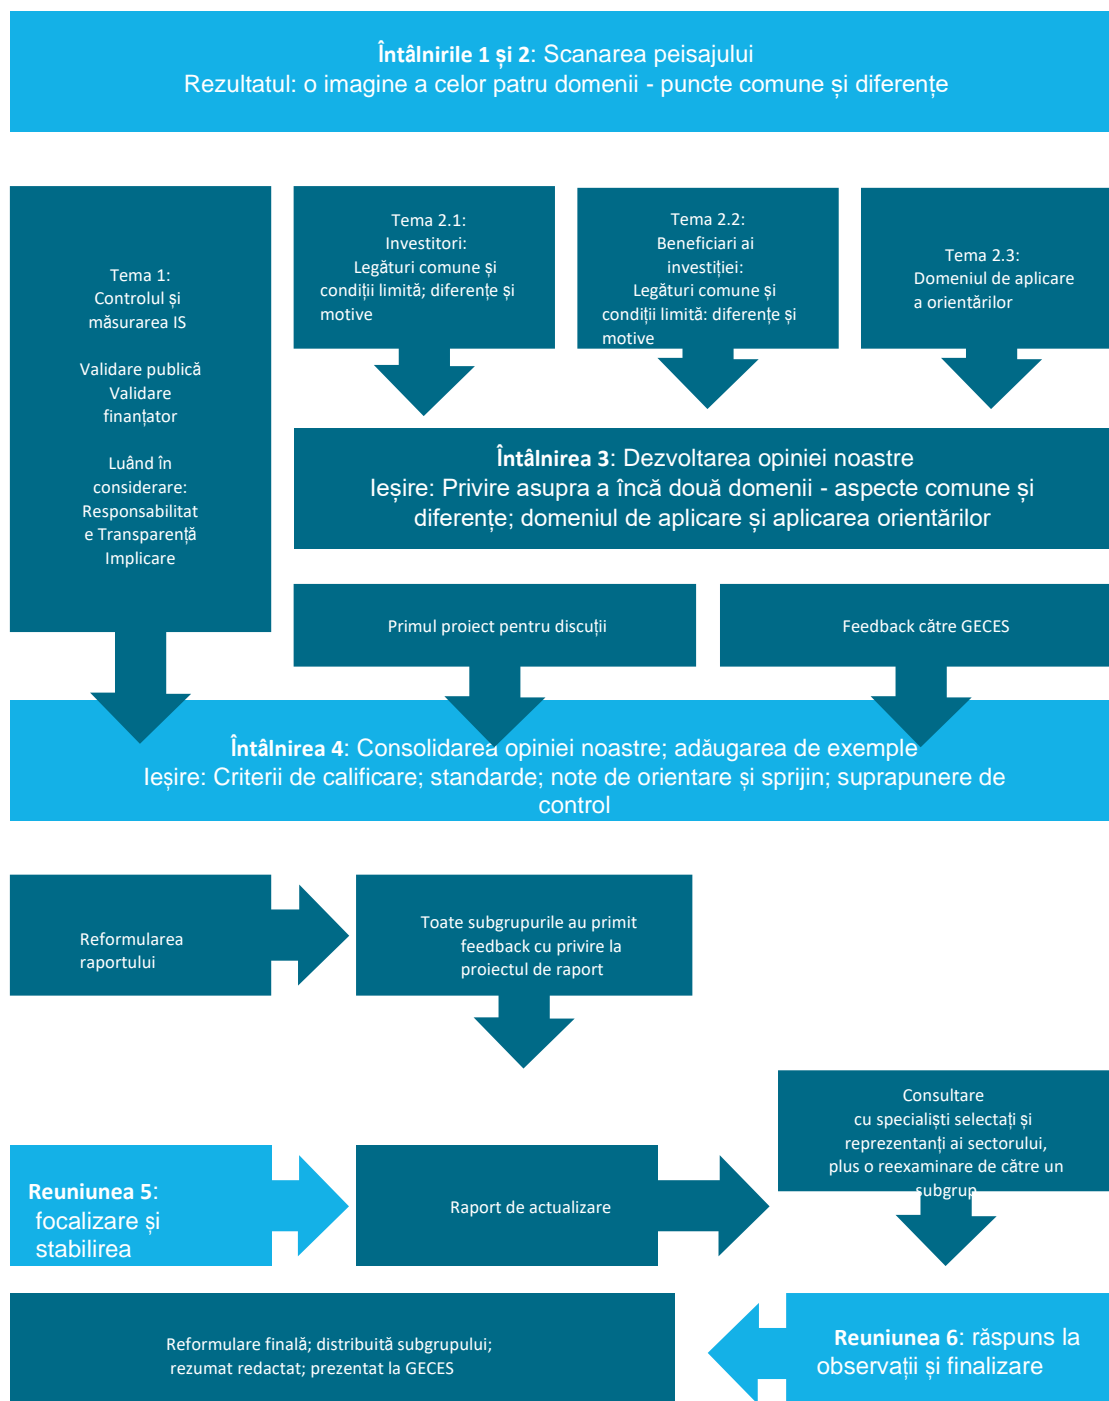 Întâlnirile 1 și 2: Scanarea peisajului
Rezultatul: o imagine a celor patru domenii - puncte comune și diferențe
Tema 1:
Controlul și
măsurarea IS
Validare publică
Validare
finanțator
Luând în
considerare:
Responsabilitat
e Transparență
Implicare
Tema 2.1:
Investitori:
Legături comune și
condiții limită; diferențe și
motive
Tema 2.2:
Beneficiari ai
investiției:
Legături comune și
condiții limită: diferențe și
motive
Tema 2.3:
Domeniul de aplicare
a orientărilor
Întâlnirea 3: Dezvoltarea opiniei noastre
Ieșire: Privire asupra a încă două domenii - aspecte comune și
diferențe; domeniul de aplicare și aplicarea orientărilor
Primul proiect pentru discuții
Feedback către GECES
Întâlnirea 4: Consolidarea opiniei noastre; adăugarea de exemple
Ieșire: Criterii de calificare; standarde; note de orientare și sprijin; suprapunere de
control
Reformularea
raportului
Toate subgrupurile au primit
feedback cu privire la
proiectul de raport
Consultare
cu specialiști selectați și
reprezentanți ai sectorului,
plus o reexaminare de către un
subgrup
Reuniunea 5:
focalizare și
stabilirea
Raport de actualizare
Reformulare finală; distribuită subgrupului;
rezumat redactat; prezentat la GECES
Reuniunea 6: răspuns la
observații și finalizare